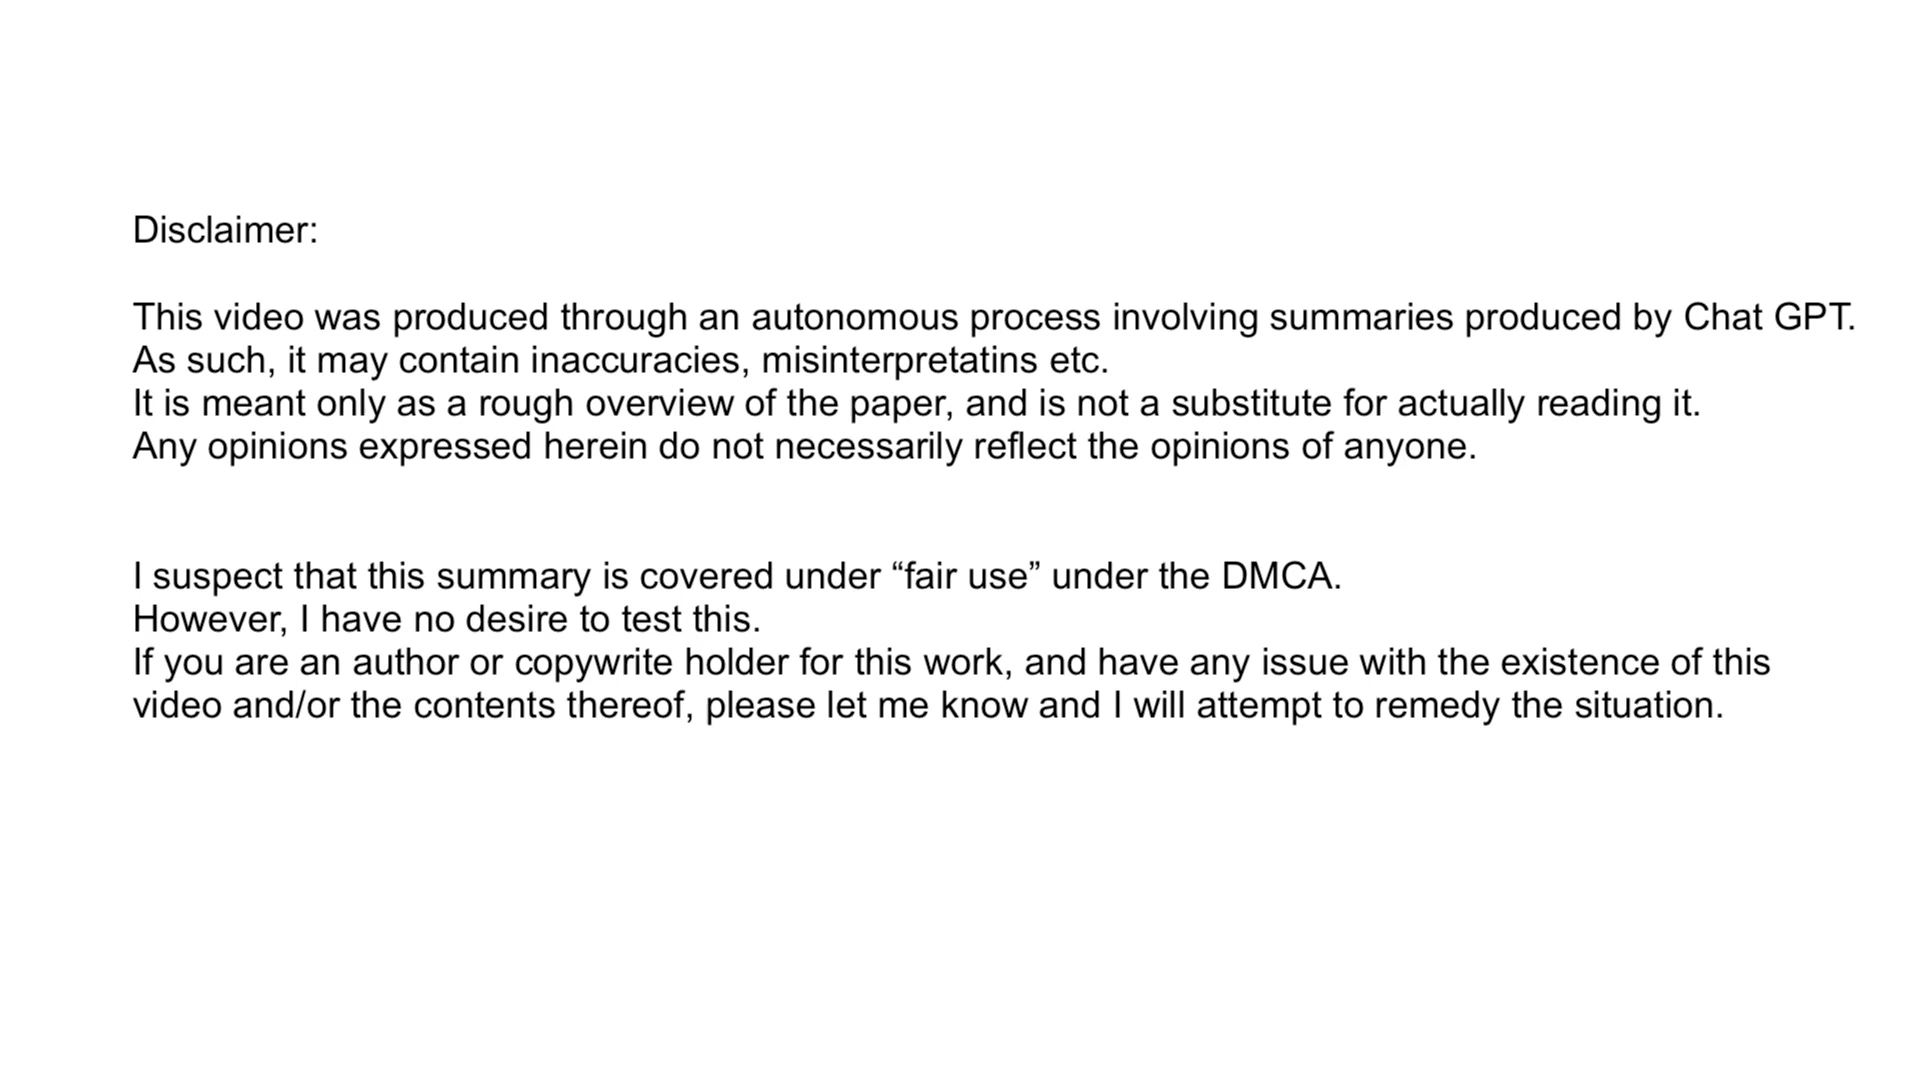 Disclaimer:
This video was produced through an autonomous process involving summaries produced by Chat GPT.
As such, it may contain inaccuracies, misinterpretatins etc.
It is meant only as a rough overview of the paper, and is not a substitute for actually reading it.
Any opinions expressed herein do not necessarily reflect the opinions of anyone.
I suspect that this summary is covered under “fair use” under the DMCA.
However, I have no desire to test this.
If you are an author or copywrite holder for this work, and have any issue with the existence of this
video and/or the contents thereof, please let me know and I will attempt to remedy the situation.